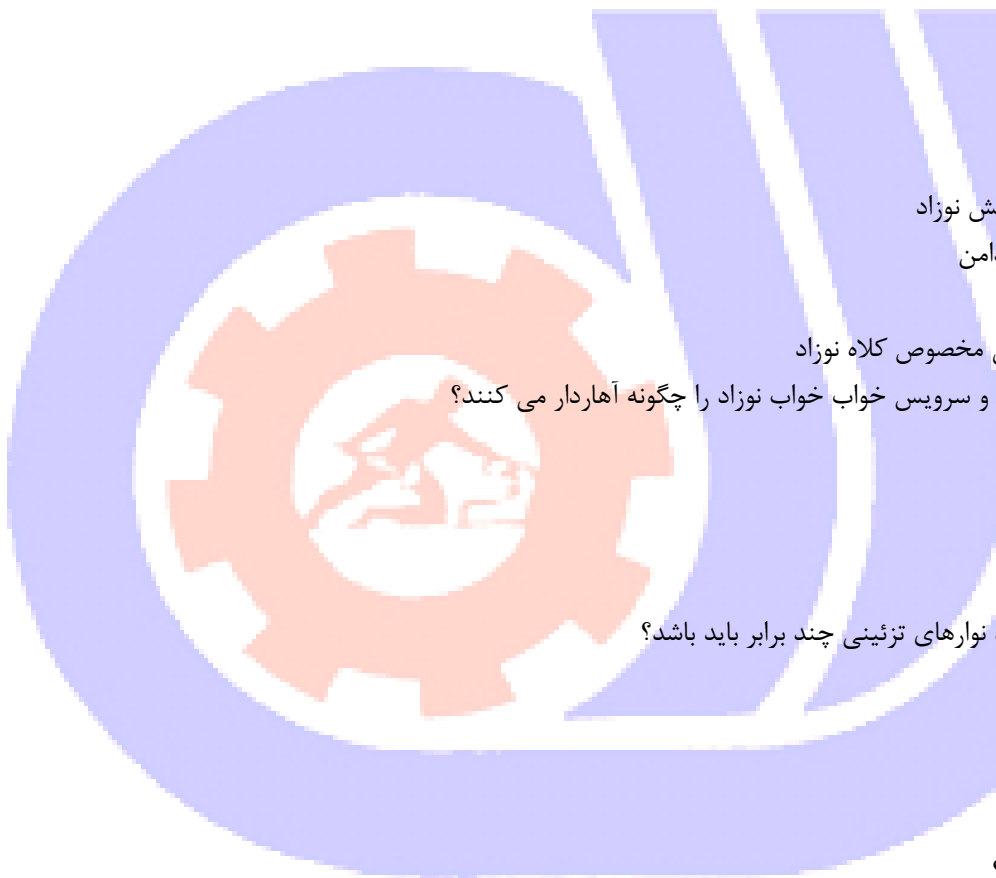 نوزاد
مخصوص کلاه نوزاد
و سرویس خواب خواب نوزاد را چگونه آهاردار می کنند؟
نوارهای تزئینی چند برابر باید باشد؟